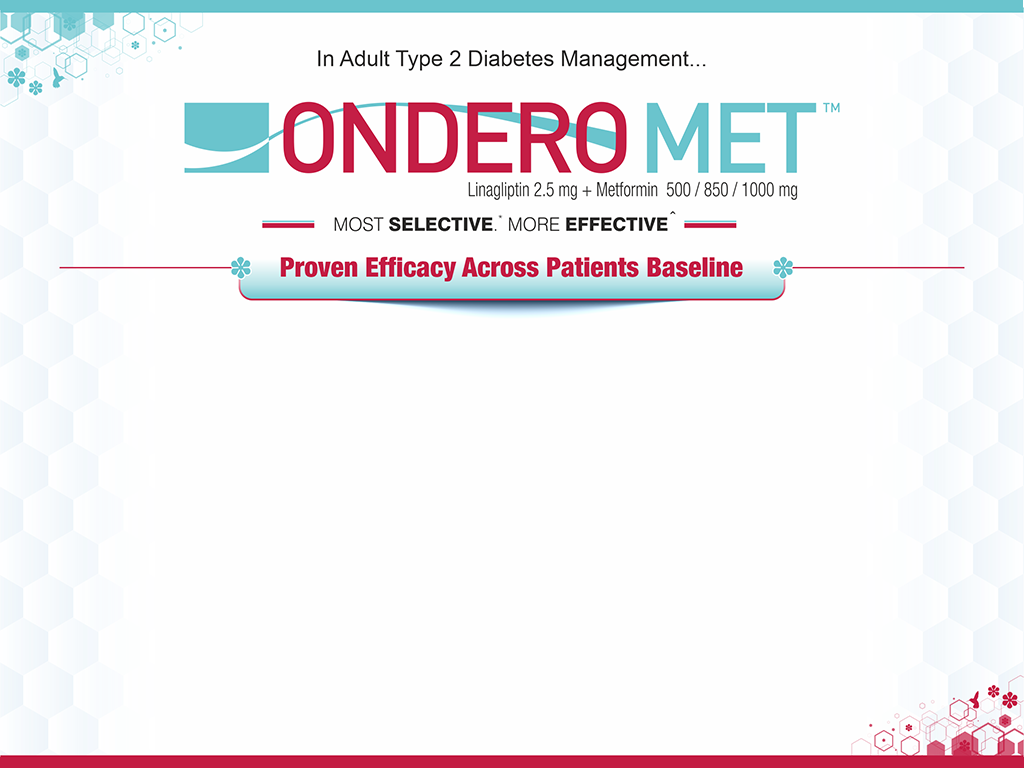 In Adult Type 2 Diabetes Management...
ONDERO MET™
Linagliptin 2.5 mg + Metformin 500 / 850 / 1000 mg
MOST SELECTIVE.* MORE EFFECTIVE^
Proven Efficacy Across Patients Baseline